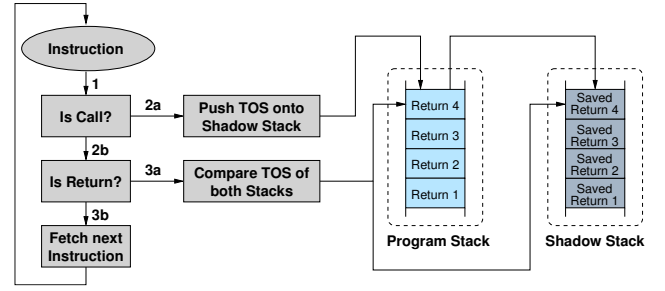 Instruction
1
Is Call?
2a
Push TOS onto
Shadow Stack
2b
Is Return?
3a
Compare TOS of
both Stacks
3b
Fetch next
Instruction
Return 4
Return 3
Return 2
Return 1
Program Stack
Saved
Return 4
Saved
Return 3
Saved
Return 2
Saved
Return 1
Shadow Stack